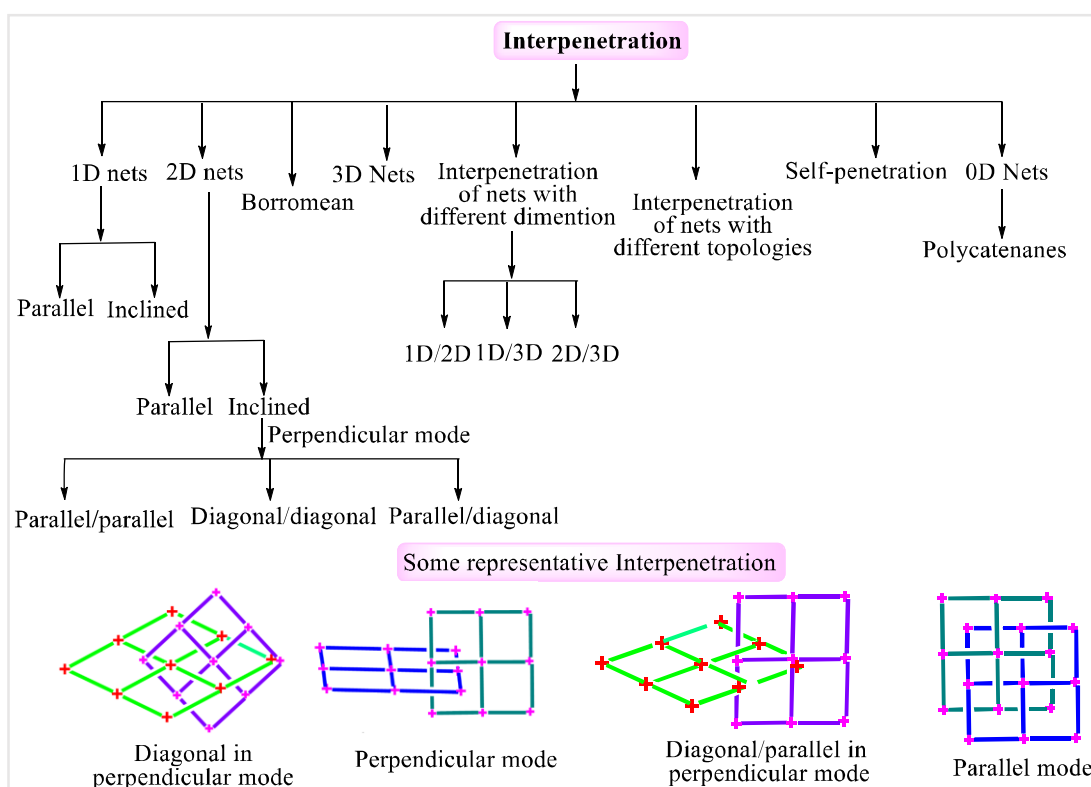 Interpenetration
1D nets
2D nets
Borromean
3D Nets
Interpenetration
of nets with
different dimention
Interpenetration
of nets with
different topologies
Self-penetration
0D Nets
Polycatenanes
Parallel
Inclined
1D/2D
1D/3D
2D/3D
Parallel
Inclined
Perpendicular mode
Parallel/parallel
Diagonal/diagonal
Parallel/diagonal
Some representative Interpenetration
Diagonal in
perpendicular mode
Perpendicular mode
Diagonal/parallel in
perpendicular mode
Parallel mode